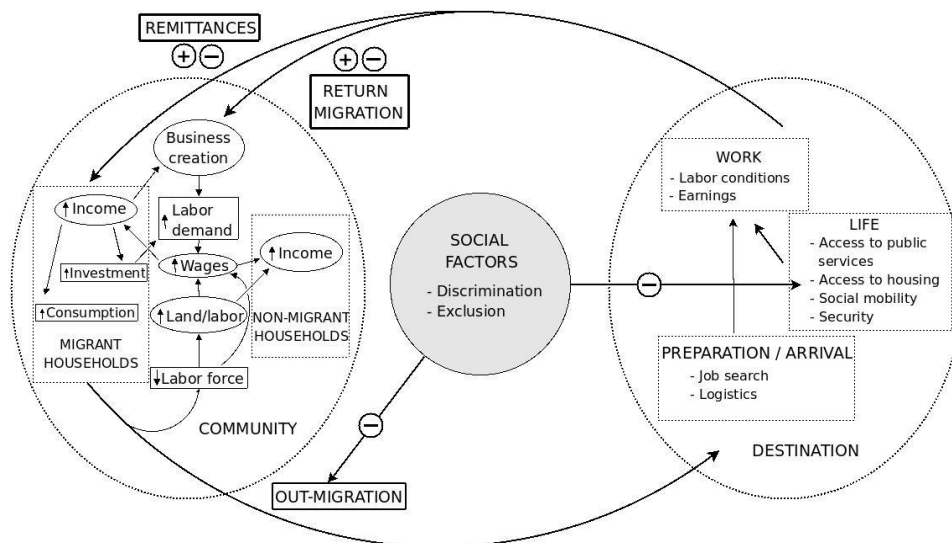 REMITTANCES
+ −
+ −
RETURN
MIGRATION
Business
creation
↑ Income
↑ Labor
demand
↑ Wages
↑ Income
↑Investment
↑Consumption
↑ Land/labor
NON-MIGRANT
HOUSEHOLDS
MIGRANT
HOUSEHOLDS
↓ Labor force
COMMUNITY
SOCIAL
FACTORS
- Discrimination
- Exclusion
−
−
OUT-MIGRATION
WORK
- Labor conditions
- Earnings
LIFE
- Access to public
services
- Access to housing
- Social mobility
- Security
PREPARATION / ARRIVAL
- Job search
- Logistics
DESTINATION